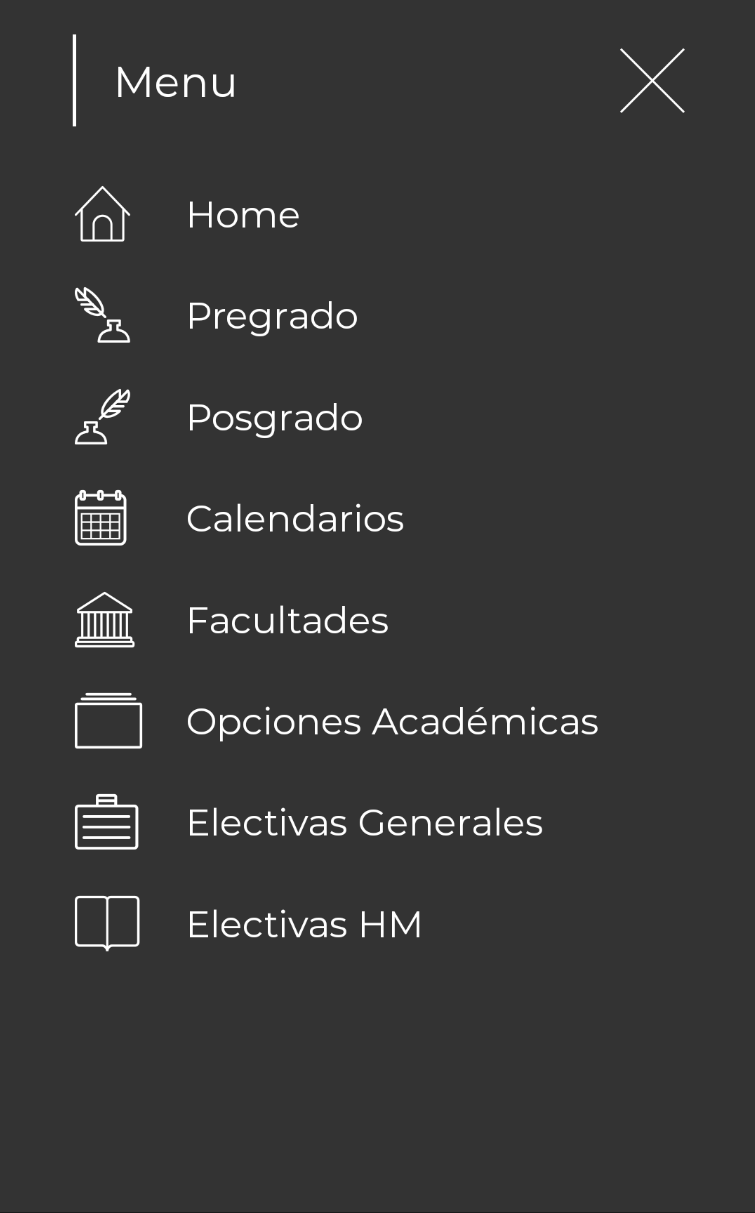 Menu
Home
Pregrado
Posgrado
Calendarios
Facultades
Opciones Académicas
Electivas Generales
Electivas HM